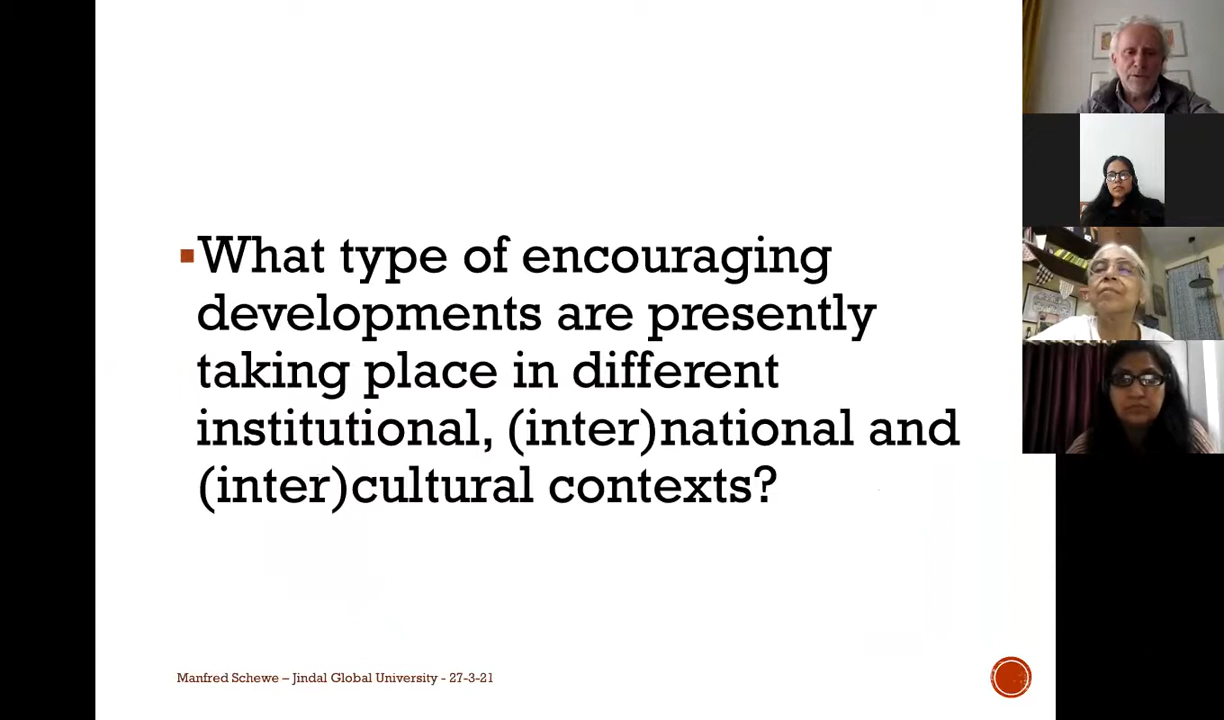 ▪What type of encouraging
developments are presently
taking place in different
institutional, (inter)national and
(inter)cultural contexts?
Manfred Schewe – Jindal Global University - 27-3-21